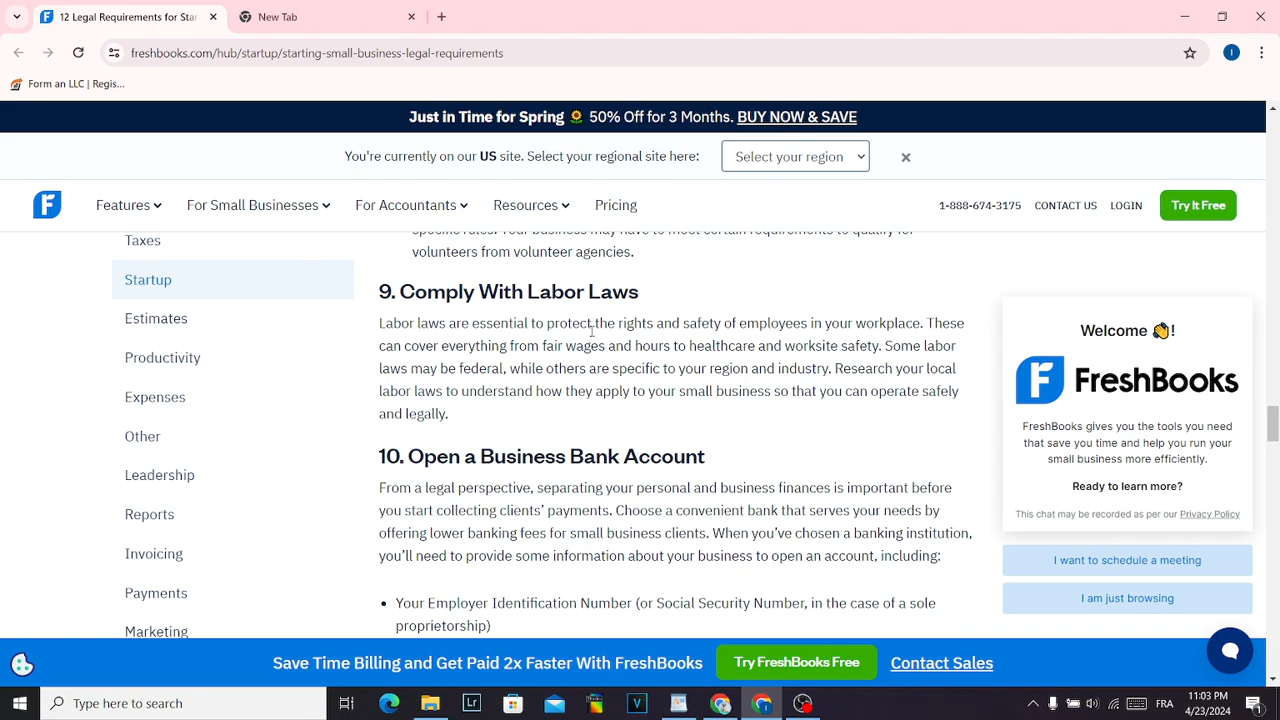 12 Legal Requirements for Star
New Tab
freshbooks.com/hub/startup/starting-small-business-legal-requirements
I
Form an LLC | Regis...
Just in Time for Spring 🌻 50% Off for 3 Months. BUY NOW & SAVE
You're currently on our US site. Select your regional site here:
Select your region
Features
For Small Businesses
For Accountants
Resources
Pricing
1-888-674-3175
CONTACT US
LOGIN
Try It Free
Taxes
Startup
Estimates
Productivity
Expenses
Other
Leadership
Reports
Invoicing
Payments
Marketing
volunteers from volunteer agencies.
9. Comply With Labor Laws
Labor laws are essential to protect the rights and safety of employees in your workplace. These
can cover everything from fair wages and hours to healthcare and worksite safety. Some labor
laws may be federal, while others are specific to your region and industry. Research your local
labor laws to understand how they apply to your small business so that you can operate safely
and legally.
10. Open a Business Bank Account
From a legal perspective, separating your personal and business finances is important before
you start collecting clients’ payments. Choose a convenient bank that serves your needs by
offering lower banking fees for small business clients. When you’ve chosen a banking institution,
you’ll need to provide some information about your business to open an account, including:
• Your Employer Identification Number (or Social Security Number, in the case of a sole
proprietorship)
Welcome 👋!
FreshBooks
FreshBooks gives you the tools you need
that save you time and help you run your
small business more efficiently.
Ready to learn more?
This chat may be recorded as per our Privacy Policy
I want to schedule a meeting
I am just browsing
Save Time Billing and Get Paid 2x Faster With FreshBooks
Try FreshBooks Free
Contact Sales
Type here to search
FRA
11:03 PM
4/23/2024